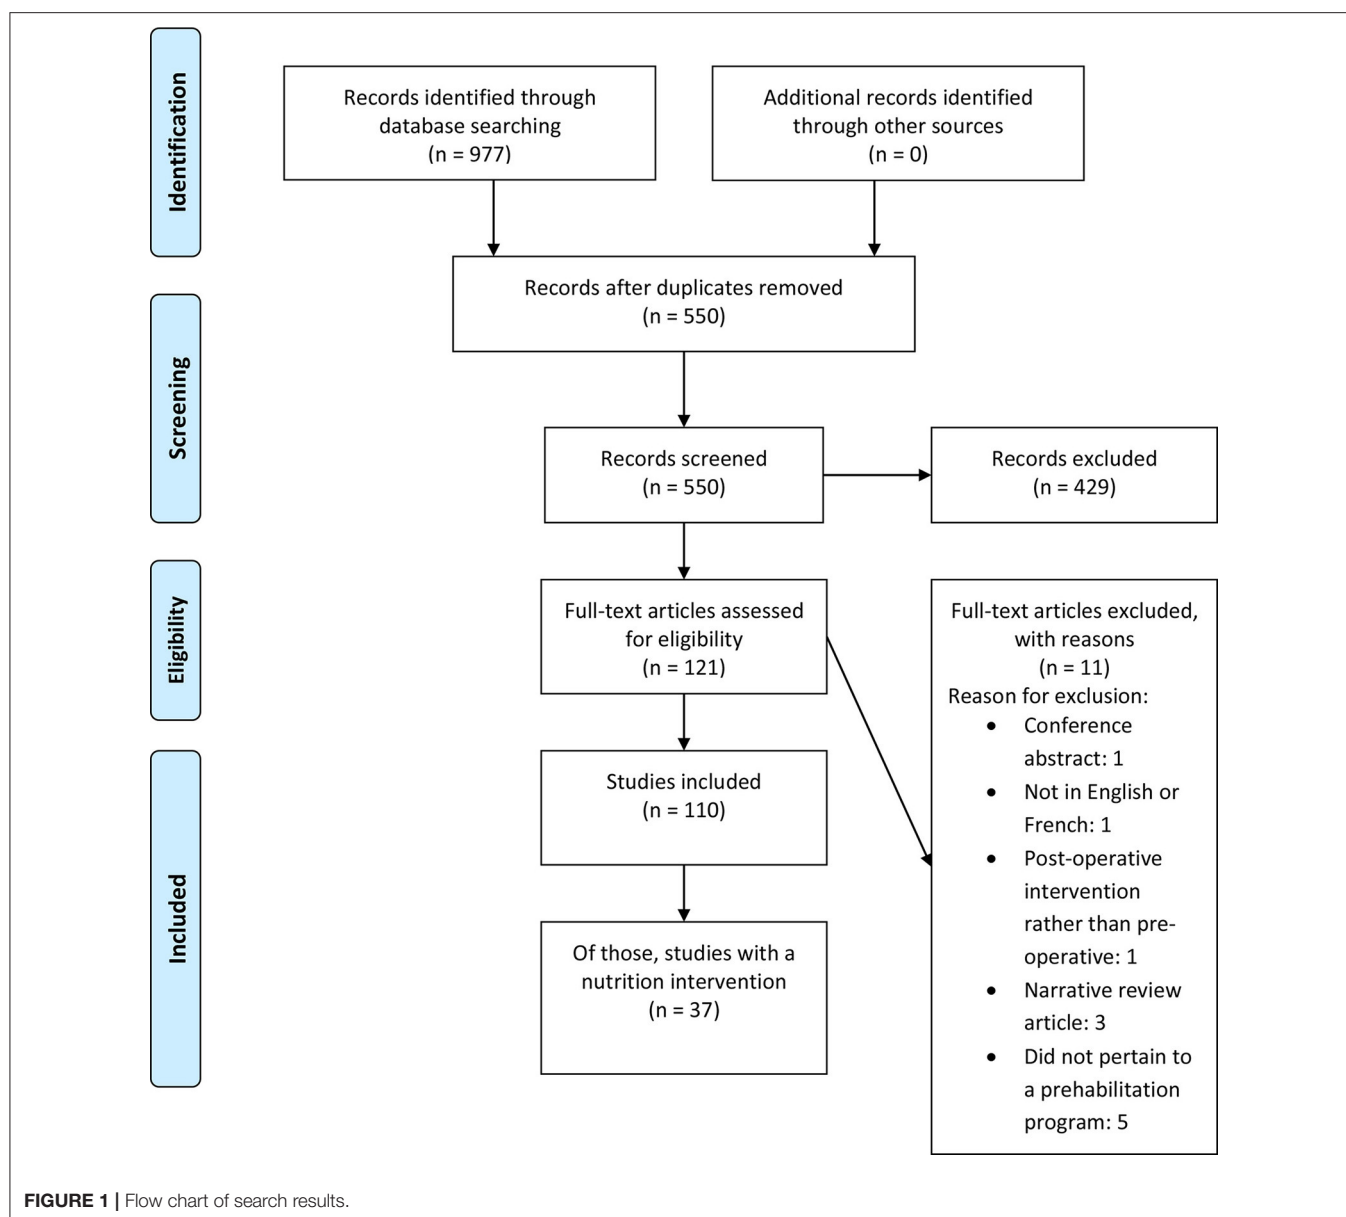 Identification
Records identified through
database searching
(n = 977)
Additional records identified
through other sources
(n = 0)
Records after duplicates removed
(n = 550)
Screening
Records screened
(n = 550)
Records excluded
(n = 429)
Eligibility
Full-text articles assessed
for eligibility
(n = 121)
Full-text articles excluded,
with reasons
(n = 11)
Reason for exclusion:
• Conference
abstract: 1
• Not in English or
French: 1
• Post-operative
intervention
rather than pre-
operative: 1
• Narrative review
article: 3
• Did not pertain to
a prehabilitation
program: 5
Included
Studies included
(n = 110)
Of those, studies with a
nutrition intervention
(n = 37)
FIGURE 1 | Flow chart of search results.